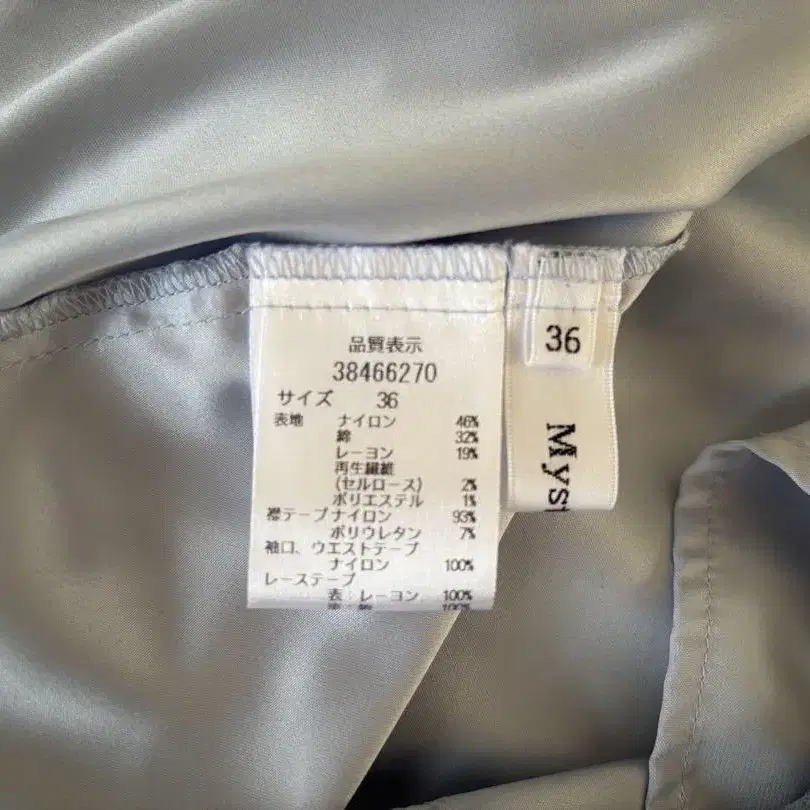 品質表示
38466270
サイズ 36
表地 ナイロン 46%
綿 32%
レーヨン 19%
再生繊維
(セルロース) 2%
ポリエステル 1%
襟テープナイロン 93%
ポリウレタン 7%
袖口、ウエストテープ
ナイロン 100%
レーステープ
表:レーヨン 100%
100%
36
Myst